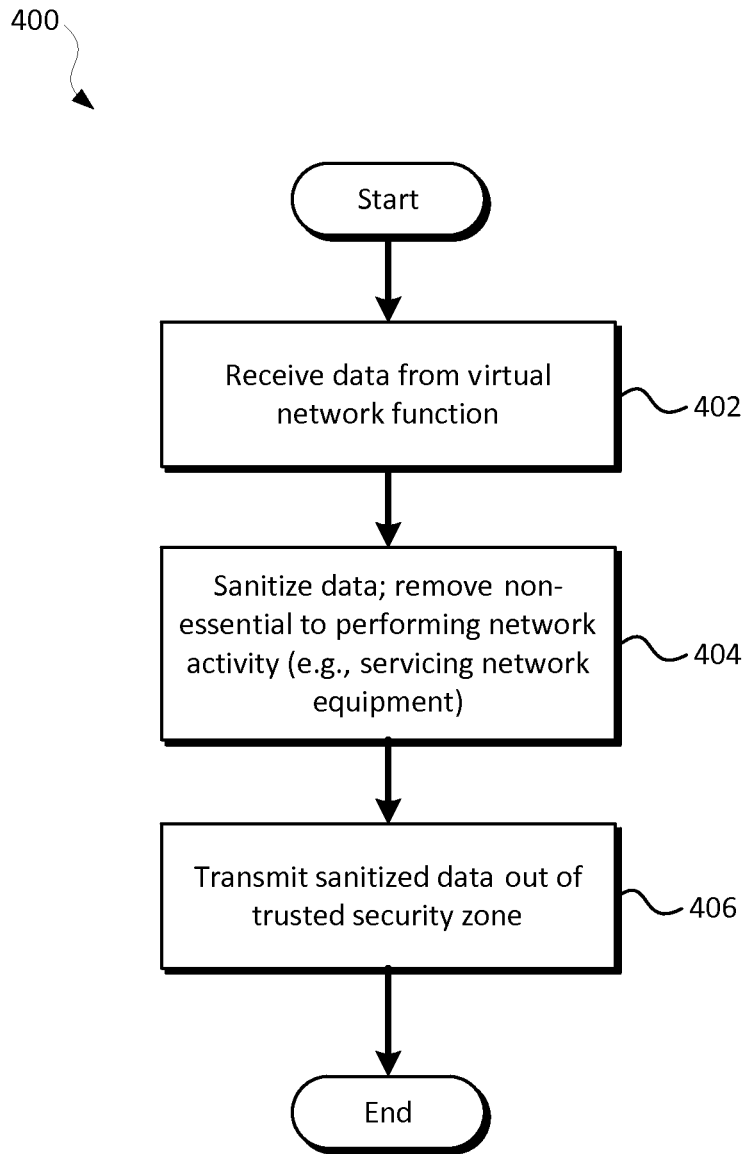 400
Start
Receive data from virtual
network function
402
Sanitize data; remove non-
essential to performing network
activity (e.g., servicing network
equipment)
404
Transmit sanitized data out of
trusted security zone
406
End